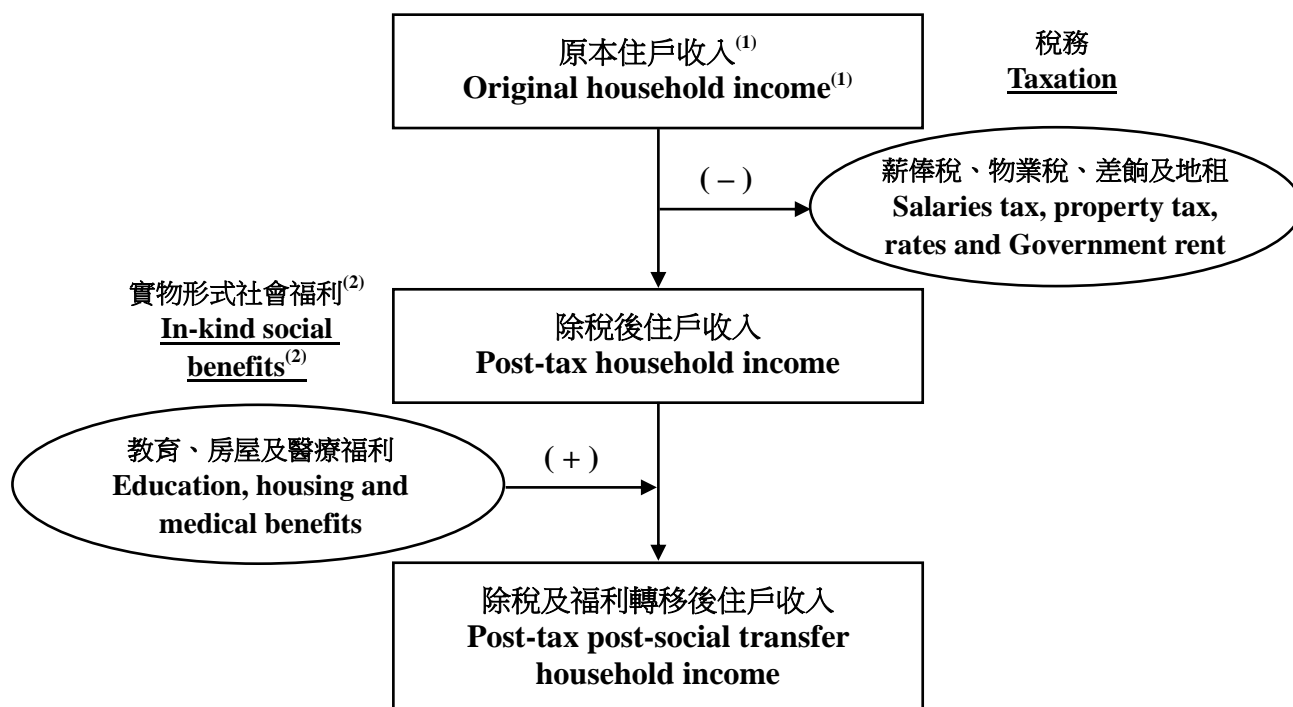 原本住戶收入(1)
Original household income(1)
稅務
Taxation
( – )
薪俸稅、物業稅、差餉及地租
Salaries tax, property tax,
rates and Government rent
實物形式社會福利(2)
In-kind social
benefits(2)
除稅後住戶收入
Post-tax household income
教育、房屋及醫療福利
Education, housing and
medical benefits
( + )
除稅及福利轉移後住戶收入
Post-tax post-social transfer
household income